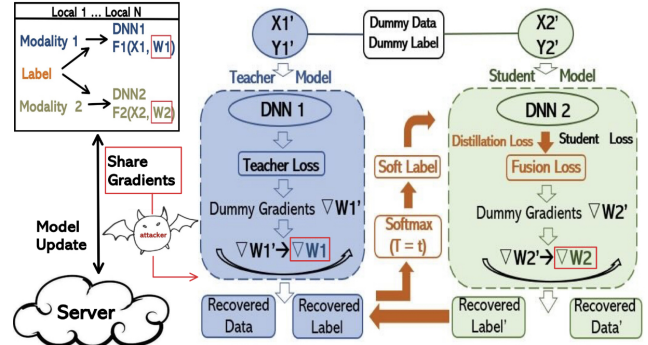 Local 1 ... Local N
Modality 1
DNN1
F1(X1, W1)
Label
Modality 2
DNN2
F2(X2, W2)
Share
Gradients
attacker
Model
Update
Server
X1'
Y1'
Dummy Data
Dummy Label
X2'
Y2'
Teacher Model
DNN 1
Teacher Loss
Dummy Gradients ▽W1'
▽W1'→▽W1
Recovered
Data
Recovered
Label
Soft Label
Softmax
(T = t)
Student Model
DNN 2
Distillation Loss
Student Loss
Fusion Loss
Dummy Gradients ▽W2'
▽W2'→▽W2
Recovered
Label'
Recovered
Data'